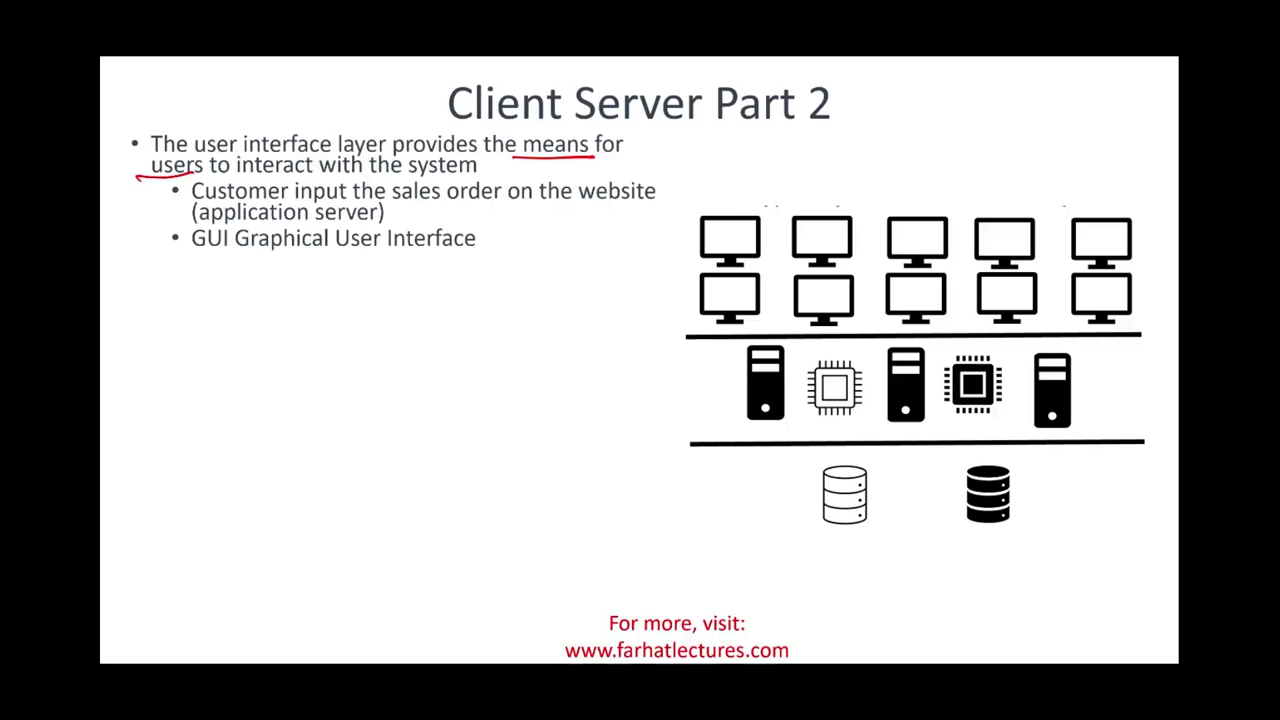 Client Server Part 2
• The user interface layer provides the means for
users to interact with the system
• Customer input the sales order on the website
(application server)
• GUI Graphical User Interface
For more, visit:
www.farhatlectures.com